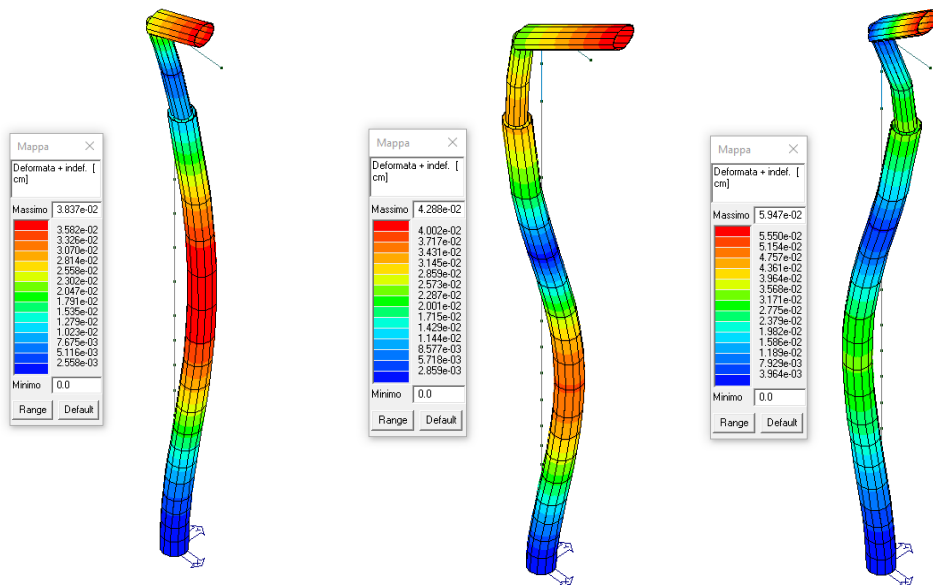 Mappa
Deformata + indef. [
cm]
Massimo 3.837e-02
3.582e-02
3.326e-02
3.070e-02
2.814e-02
2.558e-02
2.302e-02
2.047e-02
1.791e-02
1.535e-02
1.279e-02
1.023e-02
7.675e-03
5.116e-03
2.558e-03
Minimo 0.0
Range Default
Mappa
Deformata + indef. [
cm]
Massimo 4.288e-02
4.002e-02
3.717e-02
3.431e-02
3.145e-02
2.859e-02
2.573e-02
2.287e-02
2.001e-02
1.715e-02
1.429e-02
1.144e-02
8.577e-03
5.718e-03
2.859e-03
Minimo 0.0
Range Default
Mappa
Deformata + indef. [
cm]
Massimo 5.947e-02
5.550e-02
5.154e-02
4.757e-02
4.361e-02
3.964e-02
3.568e-02
3.171e-02
2.775e-02
2.379e-02
1.982e-02
1.586e-02
1.189e-02
7.929e-03
3.964e-03
Minimo 0.0
Range Default